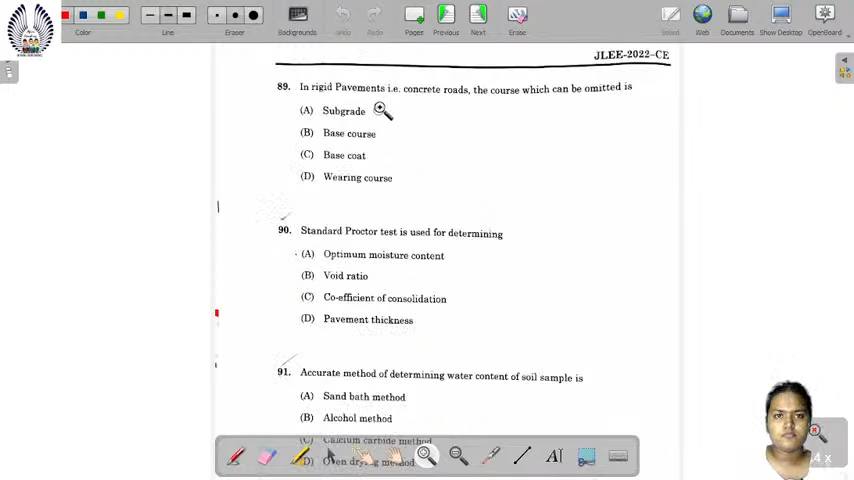 Color
Line
Eraser
Backgrounds
Undo
Redo
Pages
Previous
Next
Erase
Board
Web
Documents
Show Desktop
OpenBoard
JLEE-2022-CE
89. In rigid Pavements i.e. concrete roads, the course which can be omitted is
(A) Subgrade
(B) Base course
(C) Base coat
(D) Wearing course
90. Standard Proctor test is used for determining
(A) Optimum moisture content
(B) Void ratio
(C) Co-efficient of consolidation
(D) Pavement thickness
91. Accurate method of determining water content of soil sample is
(A) Sand bath method
(B) Alcohol method
(C) Calcium carbide method
(D) Oven drying method
4 x